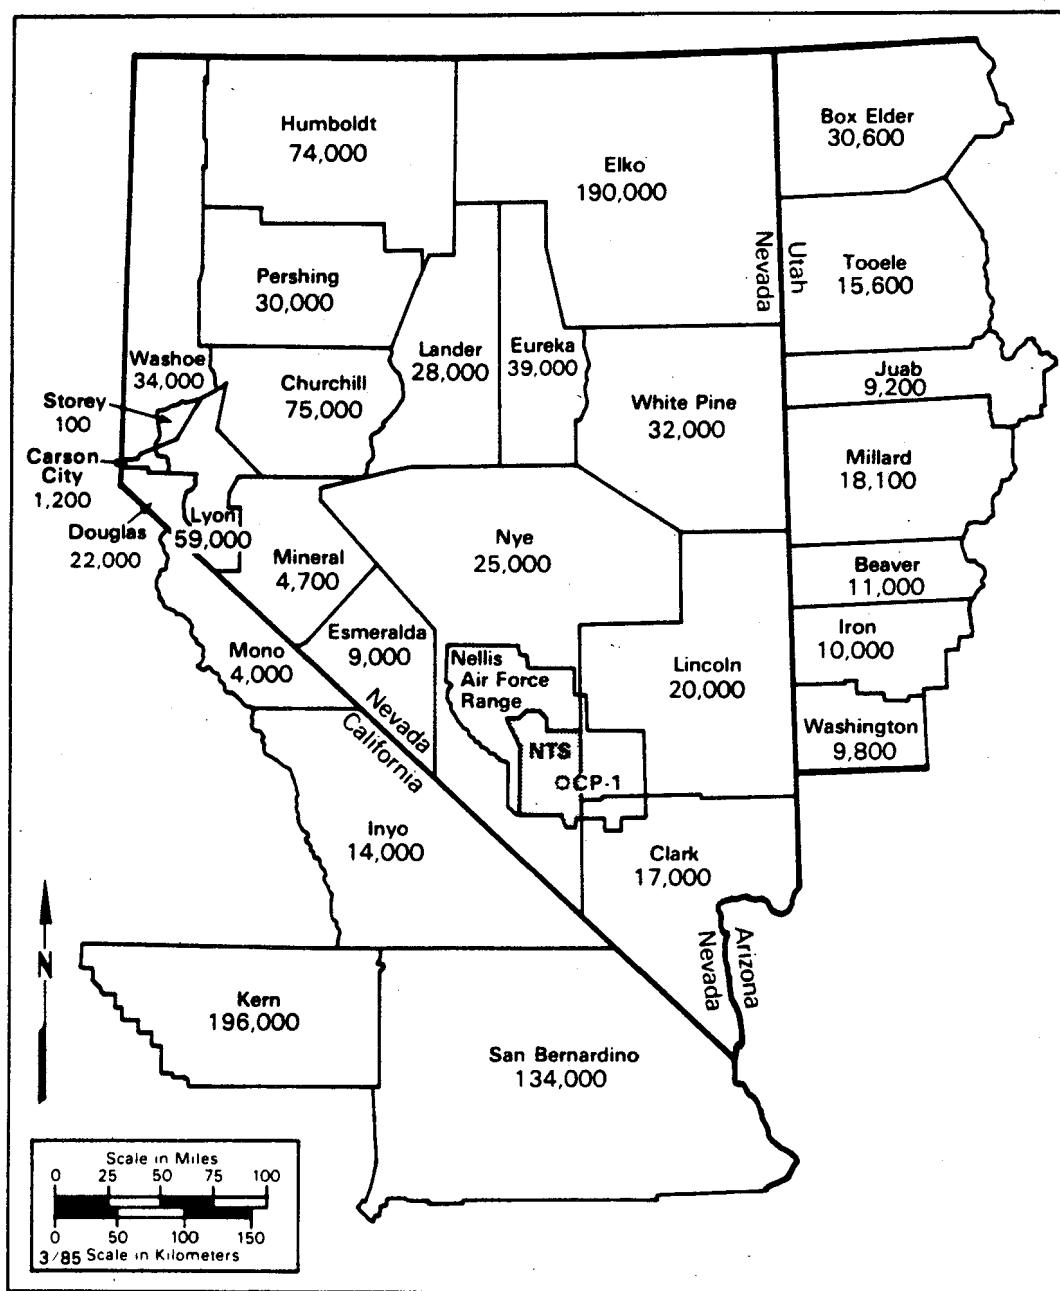 Humboldt
74,000
Elko
190,000
Box Elder
30,600
Nevada
Utah
Tooele
15,600
Pershing
30,000
Washoe
34,000
Lander
28,000
Eureka
39,000
Juab
9,200
Churchill
75,000
Storey
100
White Pine
32,000
Carson
City
1,200
Millard
18,100
Douglas
22,000
Lyon
59,000
Mineral
4,700
Nye
25,000
Beaver
11,000
Esmeralda
9,000
Iron
10,000
Mono
4,000
Nellis
Air Force
Range
Lincoln
20,000
Nevada
California
Washington
9,800
NTS
CP-1
Inyo
14,000
Clark
17,000
Arizona
Nevada
N
Kern
196,000
San Bernardino
134,000
Scale in Miles
0 25 50 75 100
0 50 100 150
3/85 Scale in Kilometers